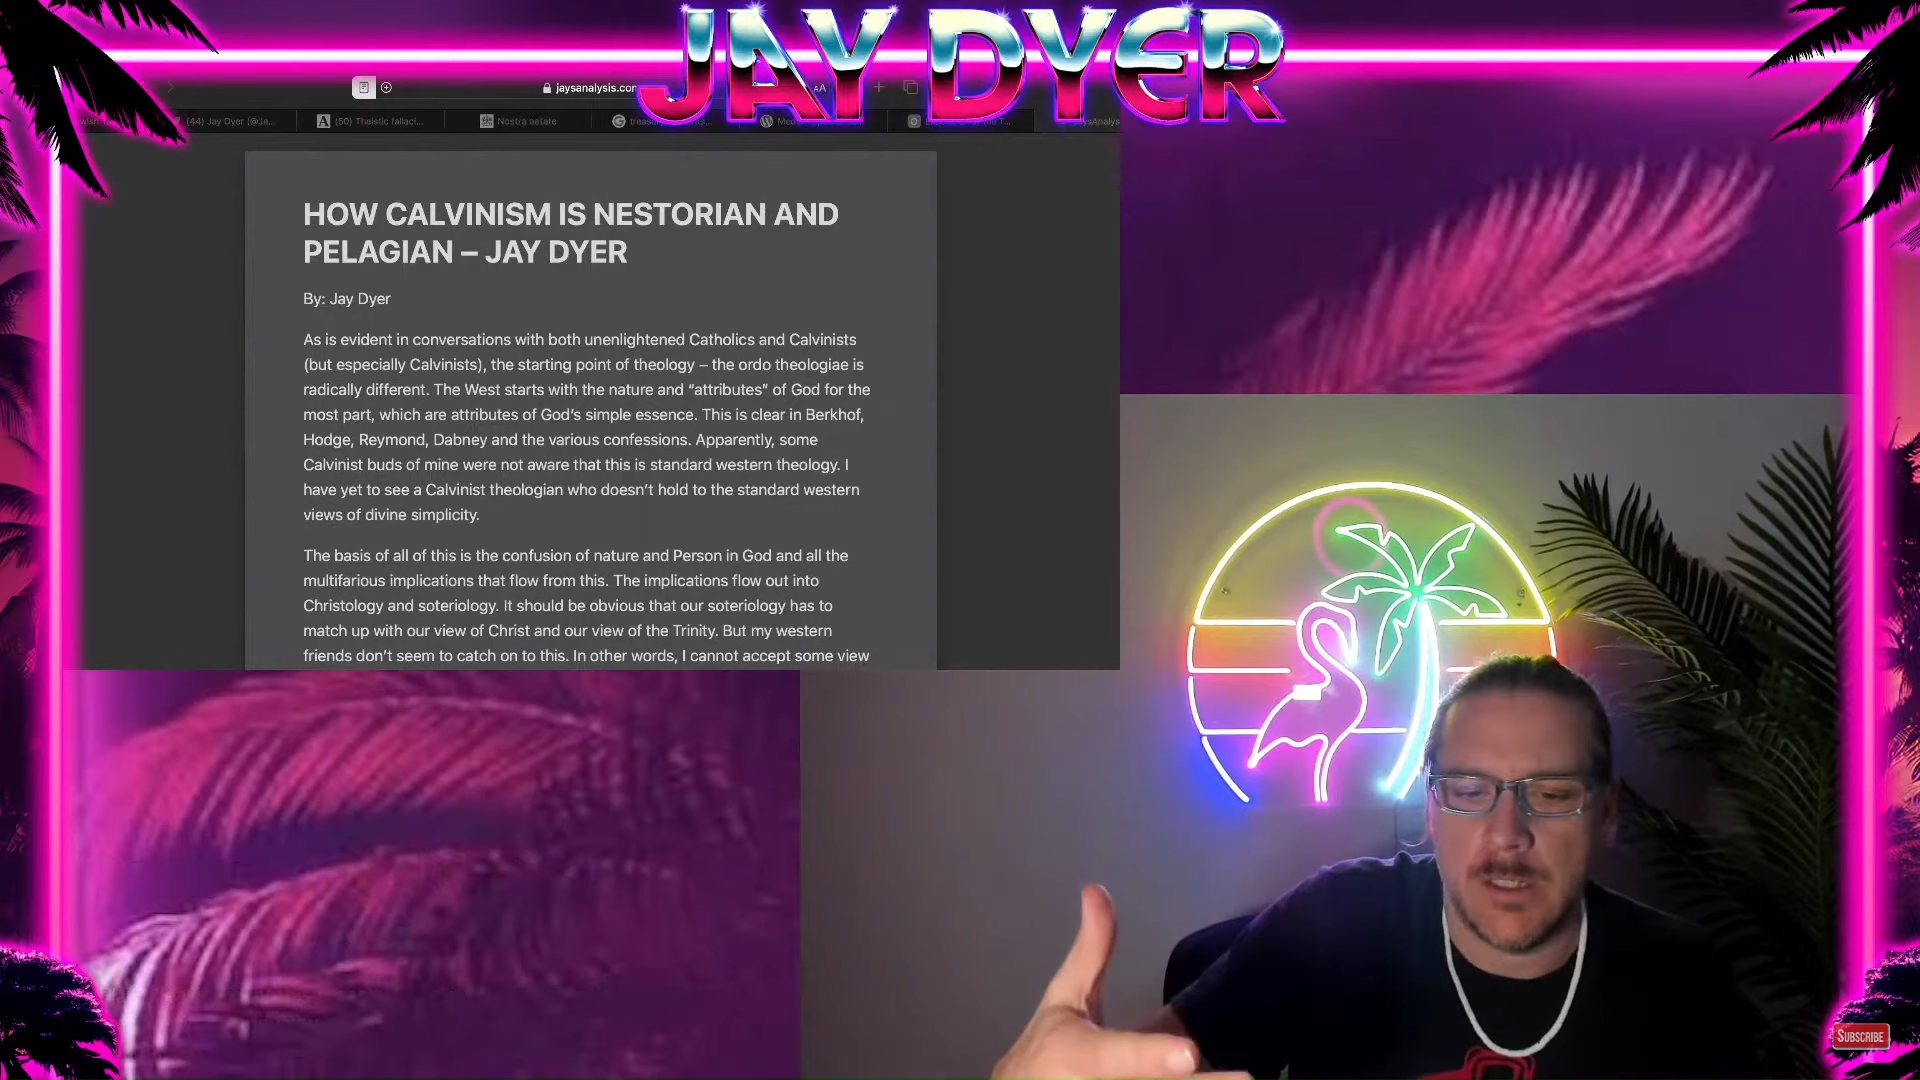 JAY DYER
jaysanalysis.com
AA
(44) Jay Dyer (@Ja...
(50) Theistic fallaci...
Nostra aetate
HOW CALVINISM IS NESTORIAN AND
PELAGIAN – JAY DYER
By: Jay Dyer
As is evident in conversations with both unenlightened Catholics and Calvinists
(but especially Calvinists), the starting point of theology – the ordo theologiae is
radically different. The West starts with the nature and “attributes” of God for the
most part, which are attributes of God’s simple essence. This is clear in Berkhof,
Hodge, Reymond, Dabney and the various confessions. Apparently, some
Calvinist buds of mine were not aware that this is standard western theology. I
have yet to see a Calvinist theologian who doesn’t hold to the standard western
views of divine simplicity.
The basis of all of this is the confusion of nature and Person in God and all the
multifarious implications that flow from this. The implications flow out into
Christology and soteriology. It should be obvious that our soteriology has to
match up with our view of Christ and our view of the Trinity. But my western
friends don’t seem to catch on to this. In other words, I cannot accept some view
SUBSCRIBE